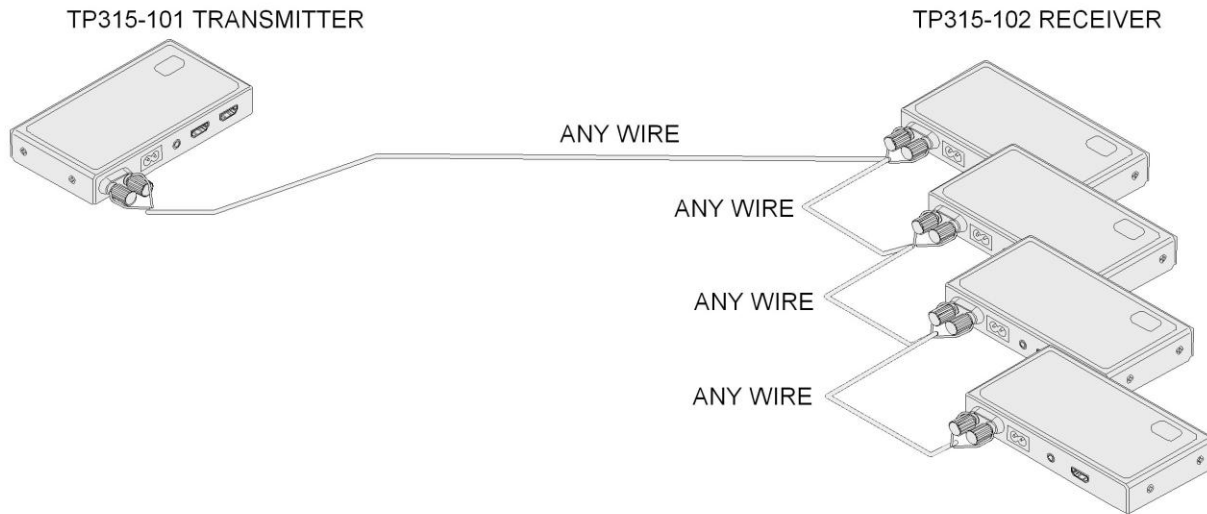 TP315-101 TRANSMITTER
TP315-102 RECEIVER
ANY WIRE
ANY WIRE
ANY WIRE
ANY WIRE